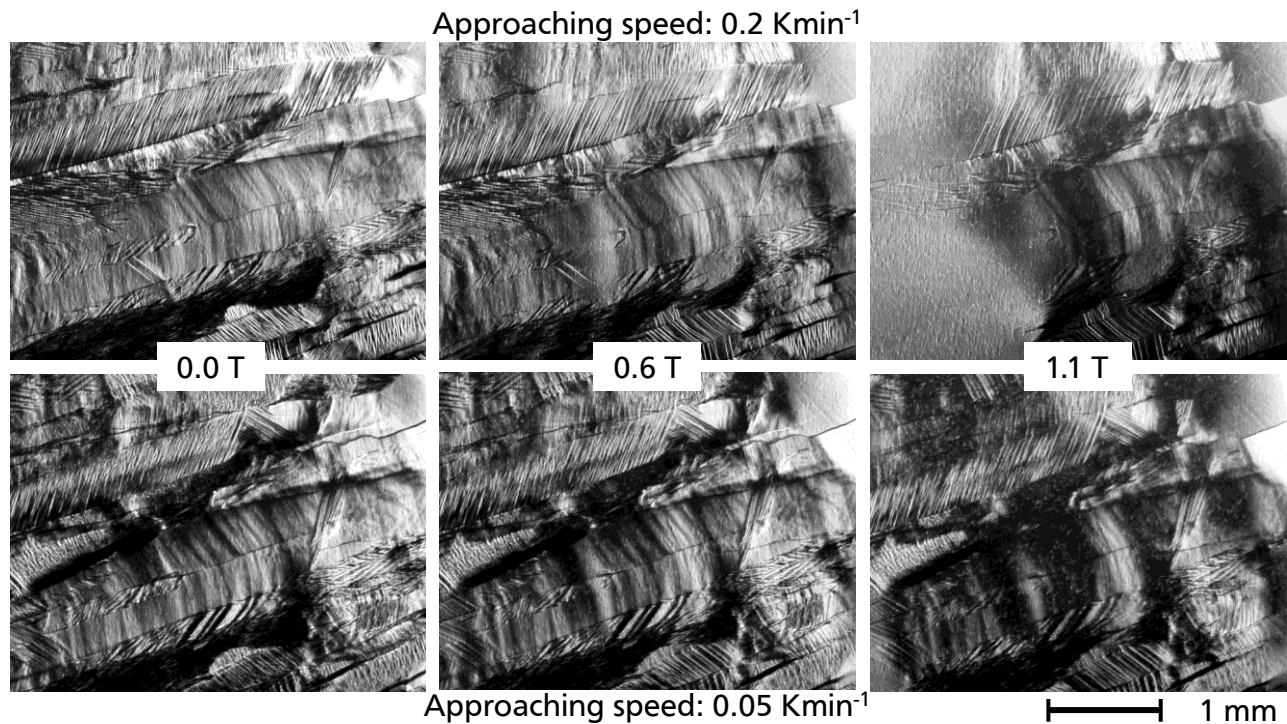 Approaching speed: 0.2 Kmin⁻¹
0.0 T
0.6 T
1.1 T
Approaching speed: 0.05 Kmin⁻¹
1 mm